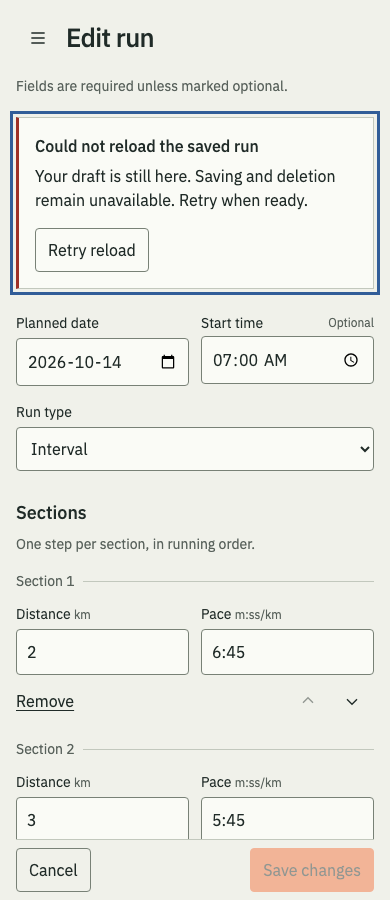 Edit run
Fields are required unless marked optional.
Could not reload the saved run
Your draft is still here. Saving and deletion
remain unavailable. Retry when ready.
Retry reload
Planned date
Start time Optional
2026-10-14
07:00 AM
Run type
Interval
Sections
One step per section, in running order.
Section 1
Distance km
Pace m:ss/km
2
6:45
Remove
Section 2
Distance km
Pace m:ss/km
3
5:45
Cancel
Save changes